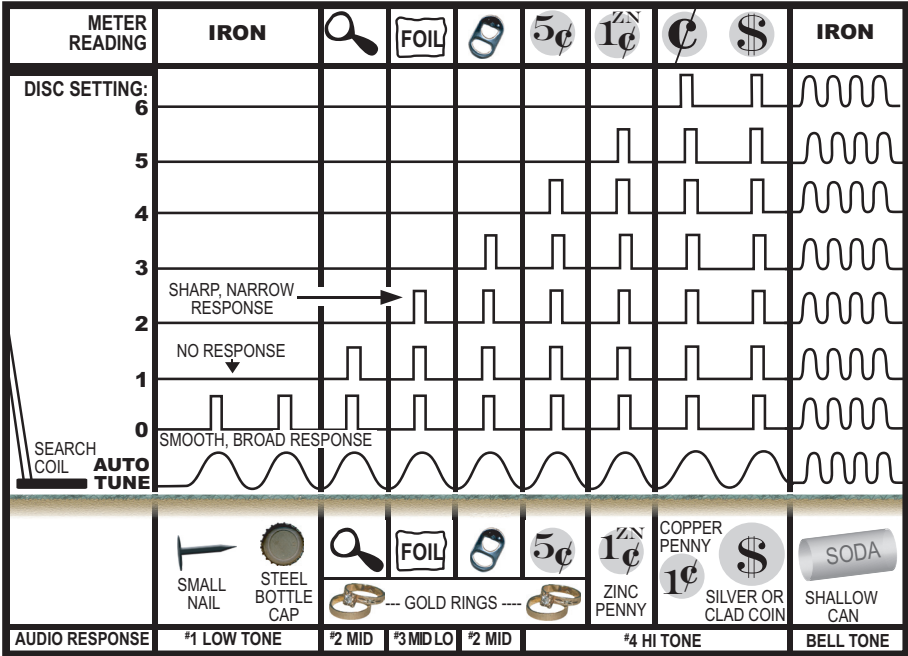 METER
READING
IRON
FOIL
5¢
ZN
1¢
¢
$
IRON
DISC SETTING:
6
5
4
3
SHARP, NARROW
RESPONSE
2
NO RESPONSE
1
0
SMOOTH, BROAD RESPONSE
SEARCH
COIL
AUTO
TUNE
SMALL
NAIL
STEEL
BOTTLE
CAP
FOIL
--- GOLD RINGS ----
5¢
ZN
1¢
ZINC
PENNY
COPPER
PENNY
1¢
$
SILVER OR
CLAD COIN
SODA
SHALLOW
CAN
AUDIO RESPONSE
#1 LOW TONE
#2 MID
#3 MID LO
#2 MID
#4 HI TONE
BELL TONE